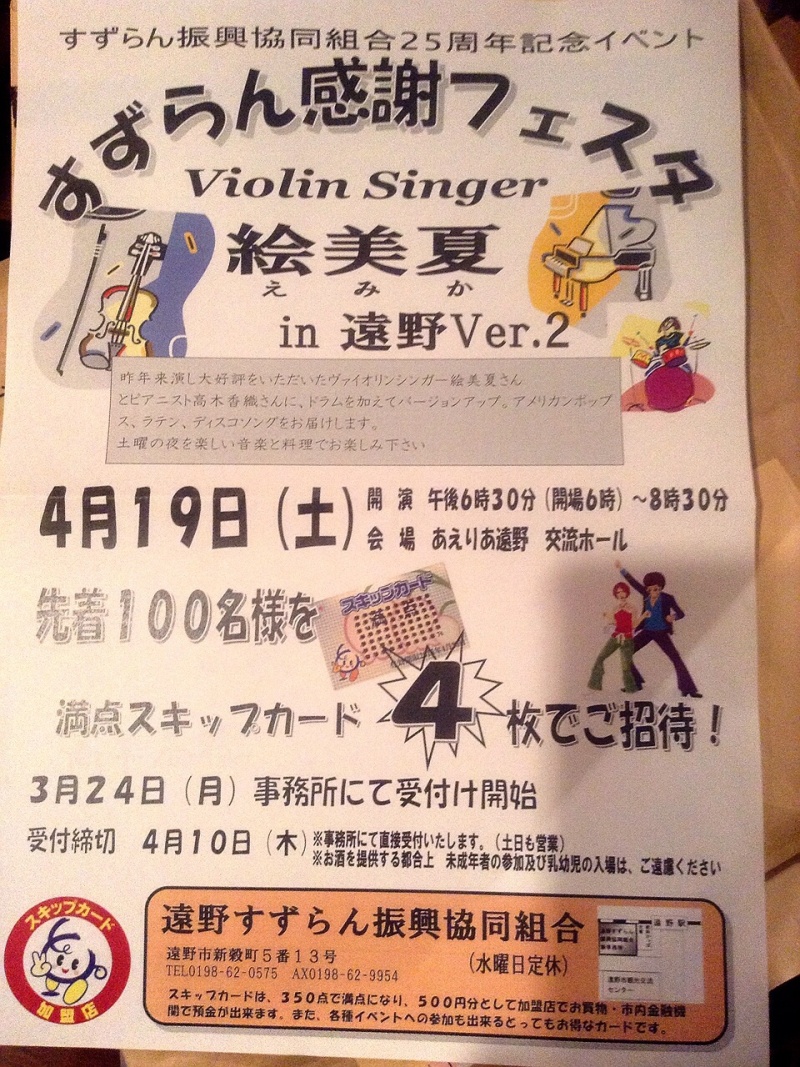 すずらん振興協同組合25周年記念イベント
すずらん感謝フェスタ
Violin Singer
絵美夏
えみか
in 遠野Ver.2
昨年来演し大好評をいただいたヴァイオリンシンガー絵美夏さん
とピアニスト高木香織さんに、ドラムを加えてバージョンアップ。アメリカンポップ
ス、ラテン、ディスコソングをお届けします。
土曜の夜を楽しい音楽と料理でお楽しみ下さい
4月19日(土)
開 演 午後6時30分(開場6時)～8時30分
会 場 あえりあ遠野 交流ホール
先着100名様を
スキップカード
満点
満点スキップカード 4 枚でご招待!
3月24日(月)事務所にて受付け開始
受付締切 4月10日(木)
※事務所にて直接受付いたします。(土日も営業)
※お酒を提供する都合上 未成年者の参加及び乳幼児の入場は、ご遠慮ください
スキップカード
加盟店
遠野すずらん振興協同組合
遠野市新穀町5番13号
(水曜日定休)
TEL0198-62-0575 AX0198-62-9954
スキップカードは、350点で満点になり、500円分として加盟店でお買物・市内金融機
関で預金が出来ます。また、各種イベントへの参加も出来るとってもお得なカードです。
遠野駅
遠野市観光交流
センター